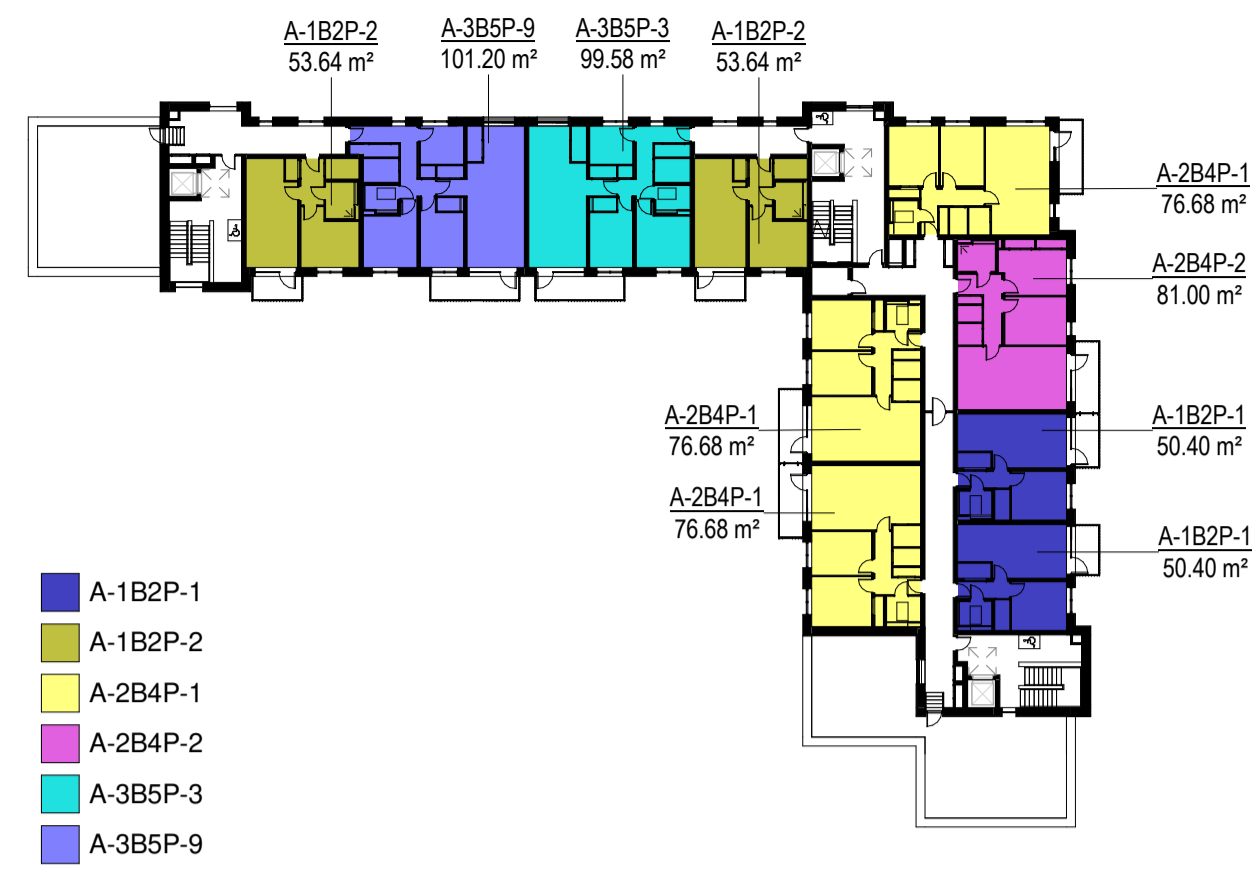 A-1B2P-2
53.64 m²
A-3B5P-9
101.20 m²
A-3B5P-3
99.58 m²
A-1B2P-2
53.64 m²
A-2B4P-1
76.68 m²
A-2B4P-2
81.00 m²
A-2B4P-1
76.68 m²
A-1B2P-1
50.40 m²
A-2B4P-1
76.68 m²
A-1B2P-1
50.40 m²
A-1B2P-1
A-1B2P-2
A-2B4P-1
A-2B4P-2
A-3B5P-3
A-3B5P-9